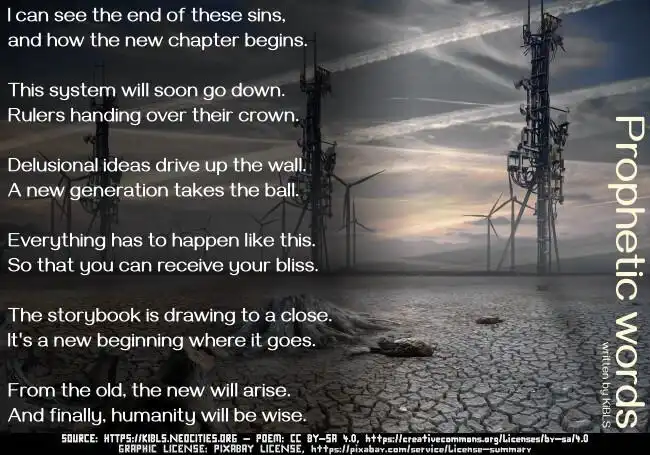 I can see the end of these sins,
and how the new chapter begins.
This system will soon go down.
Rulers handing over their crown.
Delusional ideas drive up the wall.
A new generation takes the ball.
Everything has to happen like this.
So that you can receive your bliss.
The storybook is drawing to a close.
It's a new beginning where it goes.
From the old, the new will arise.
And finally, humanity will be wise.
Prophetic words
written by KiBLS
SOURCE: HTTPS://KIBLS.NEOCITIES.ORG - POEM: CC BY-SA 4.0, https://creativecommons.org/licenses/by-sa/4.0
GRAPHIC LICENSE: PIXABAY LICENSE, https://pixabay.com/service/license-summary